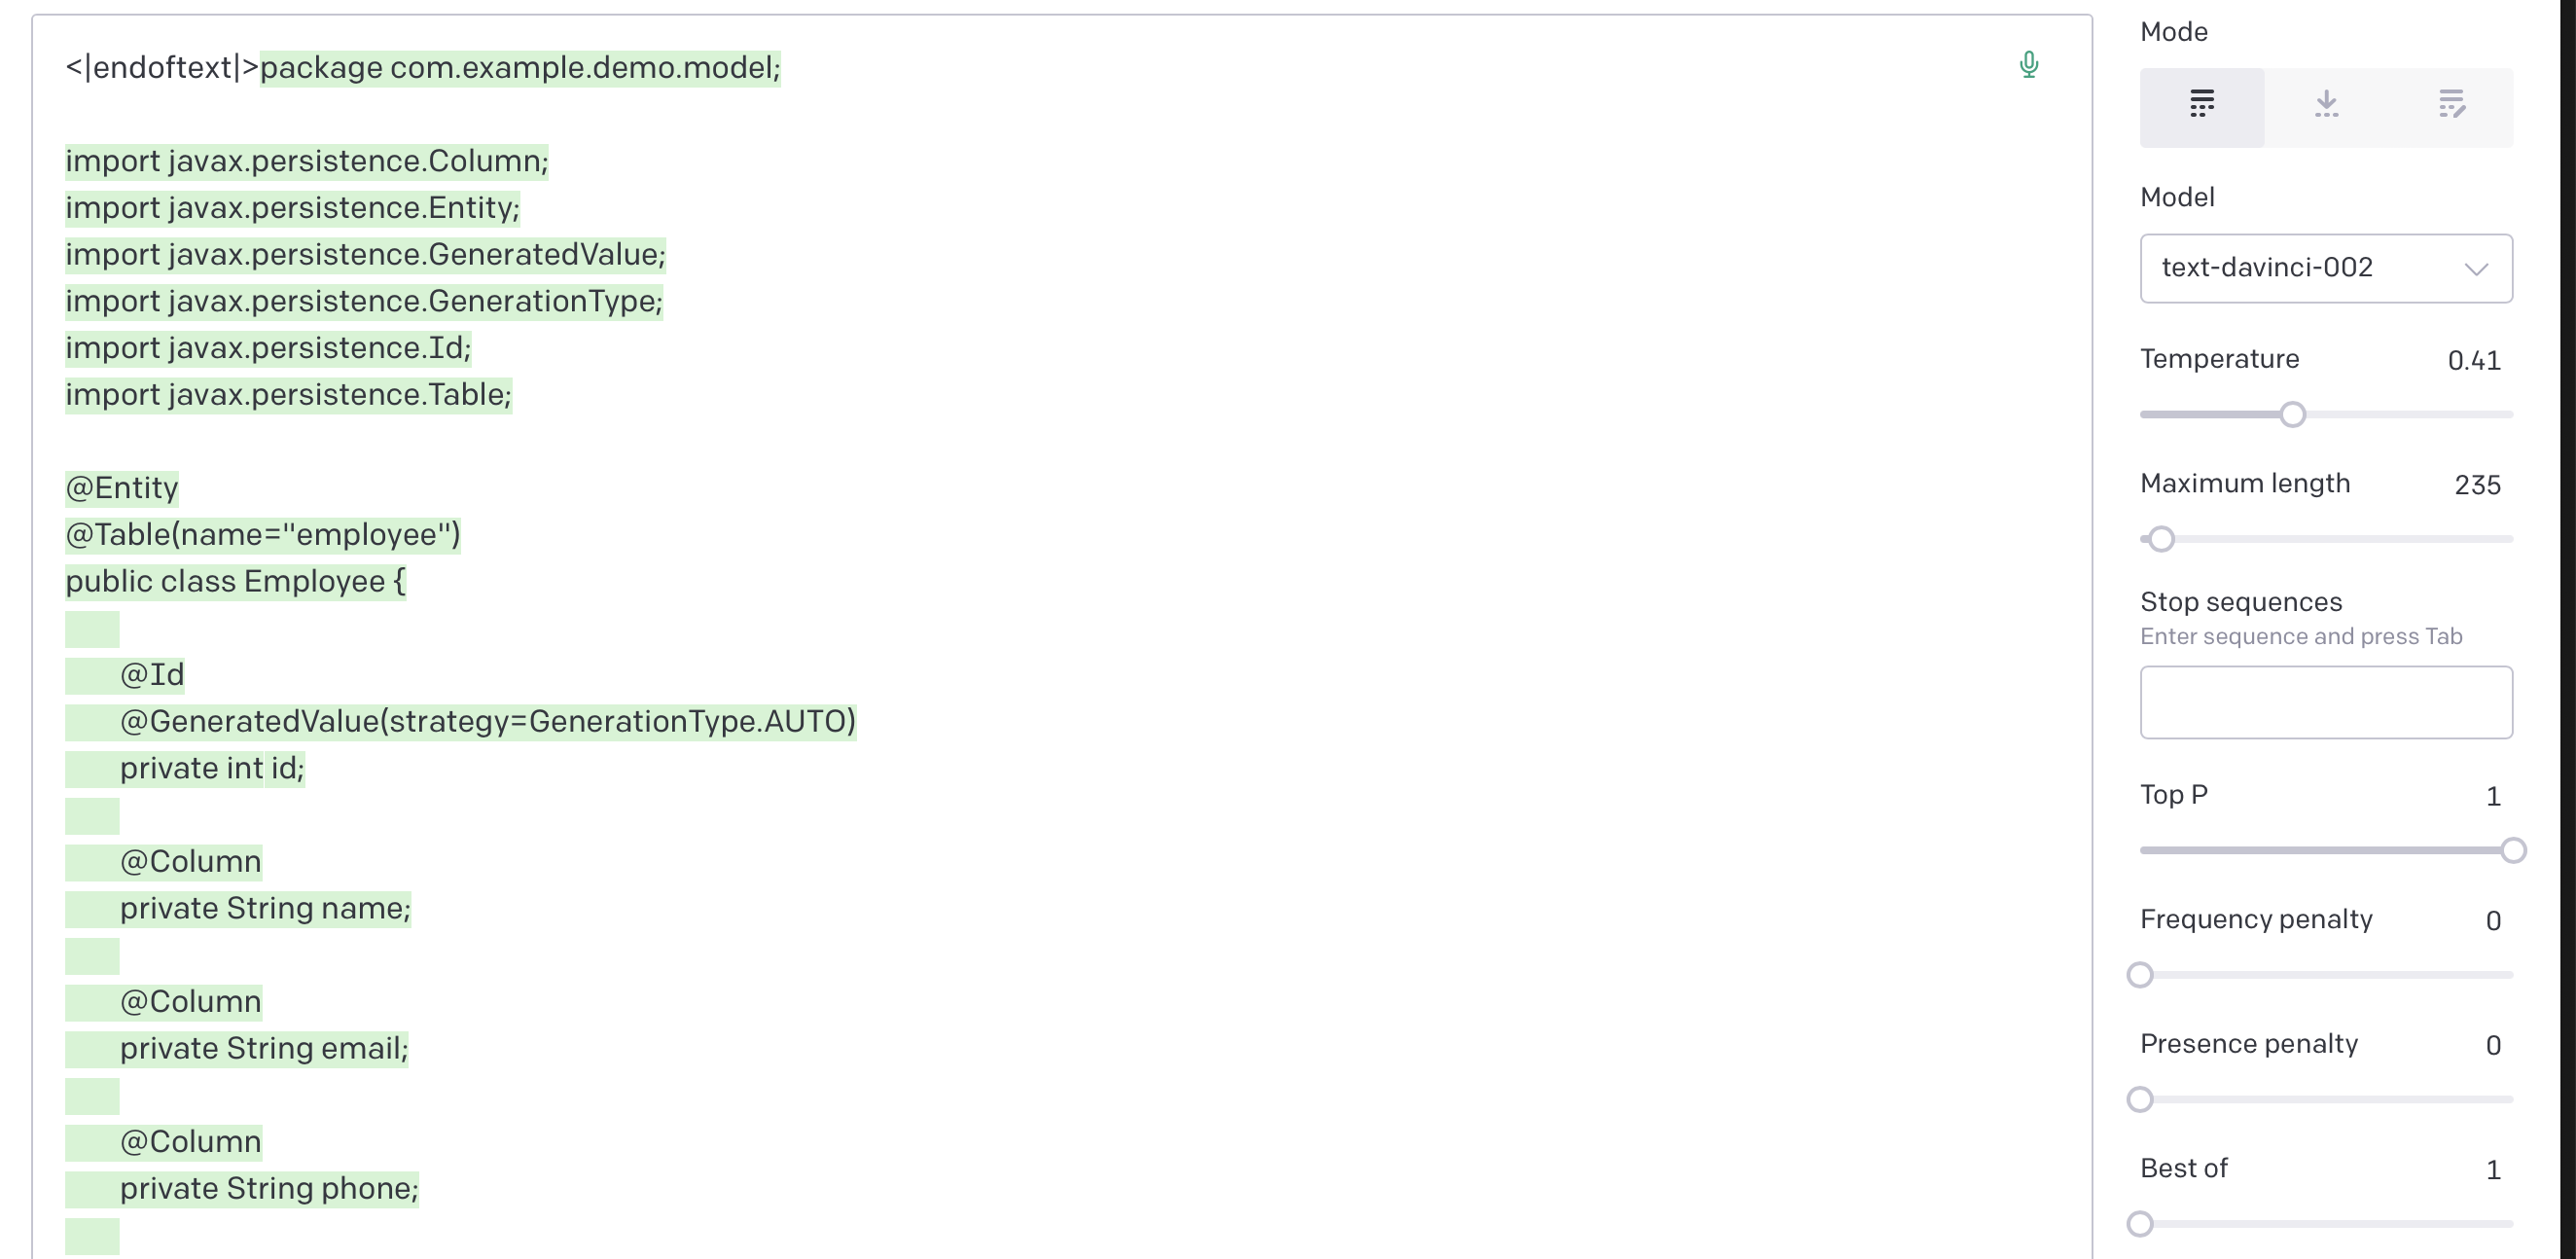 <|endoftext|>package com.example.demo.model;
import javax.persistence.Column;
import javax.persistence.Entity;
import javax.persistence.GeneratedValue;
import javax.persistence.GenerationType;
import javax.persistence.Id;
import javax.persistence.Table;
@Entity
@Table(name="employee")
public class Employee {
@Id
@GeneratedValue(strategy=GenerationType.AUTO)
private int id;
@Column
private String name;
@Column
private String email;
@Column
private String phone;
Mode
Model
text-davinci-002
Temperature 0.41
Maximum length 235
Stop sequences
Enter sequence and press Tab
Top P 1
Frequency penalty 0
Presence penalty 0
Best of 1